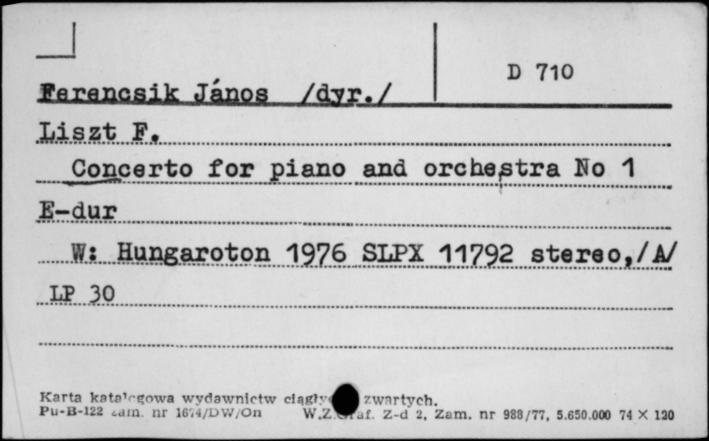 D 710
Ferencsik János /dyr./
Liszt F.
Concerto for piano and orchestra No 1
E-dur
W: Hungaroton 1976 SLPX 11792 stereo,/A/
LP 30
Karta katalogowa wydawnictw zwartych.
Pu-B-122 zam. nr 1674/DW/On W.Z.Graf. Z-d 2, Zam. nr 988/77, 5.650.000 74 × 120